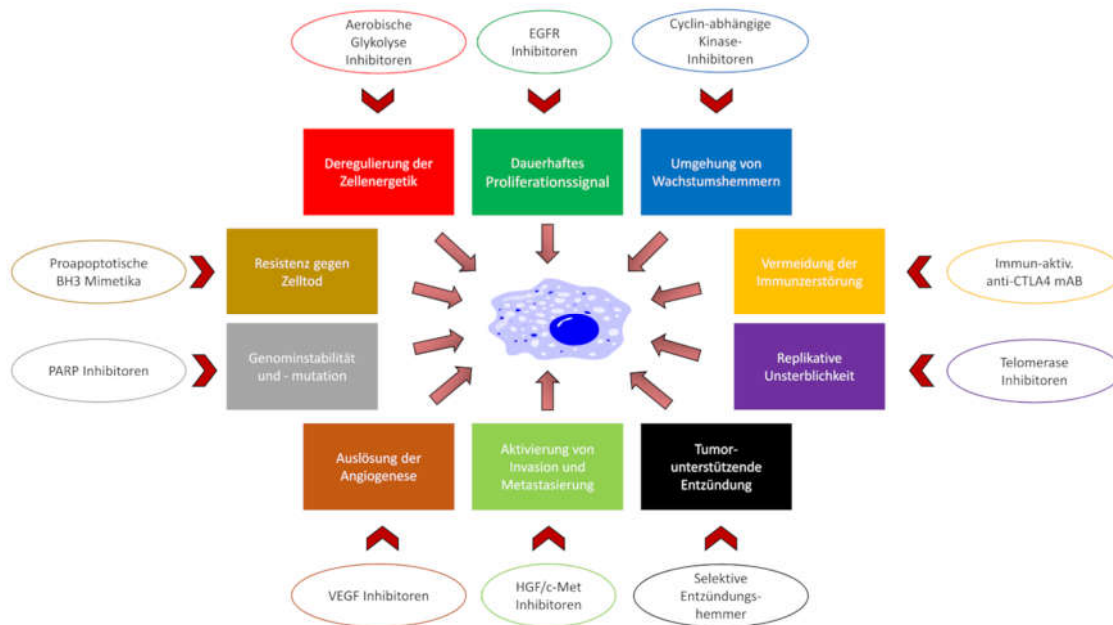 Aerobische
Glykolyse
Inhibitoren
EGFR
Inhibitoren
Cyclin-abhängige
Kinase-
Inhibitoren
Deregulierung der
Zellenergetik
Dauerhaftes
Proliferationssignal
Umgehung von
Wachstumshemmern
Proapoptotische
BH3 Mimetika
Resistenz gegen
Zelltod
Vermeidung der
Immunzerstörung
Immun-aktiv.
anti-CTLA4 mAB
PARP Inhibitoren
Genominstabilität
und - mutation
Replikative
Unsterblichkeit
Telomerase
Inhibitoren
Auslösung der
Angiogenese
Aktivierung von
Invasion und
Metastasierung
Tumor-
unterstützende
Entzündung
VEGF Inhibitoren
HGF/c-Met
Inhibitoren
Selektive
Entzündungs-
hemmer